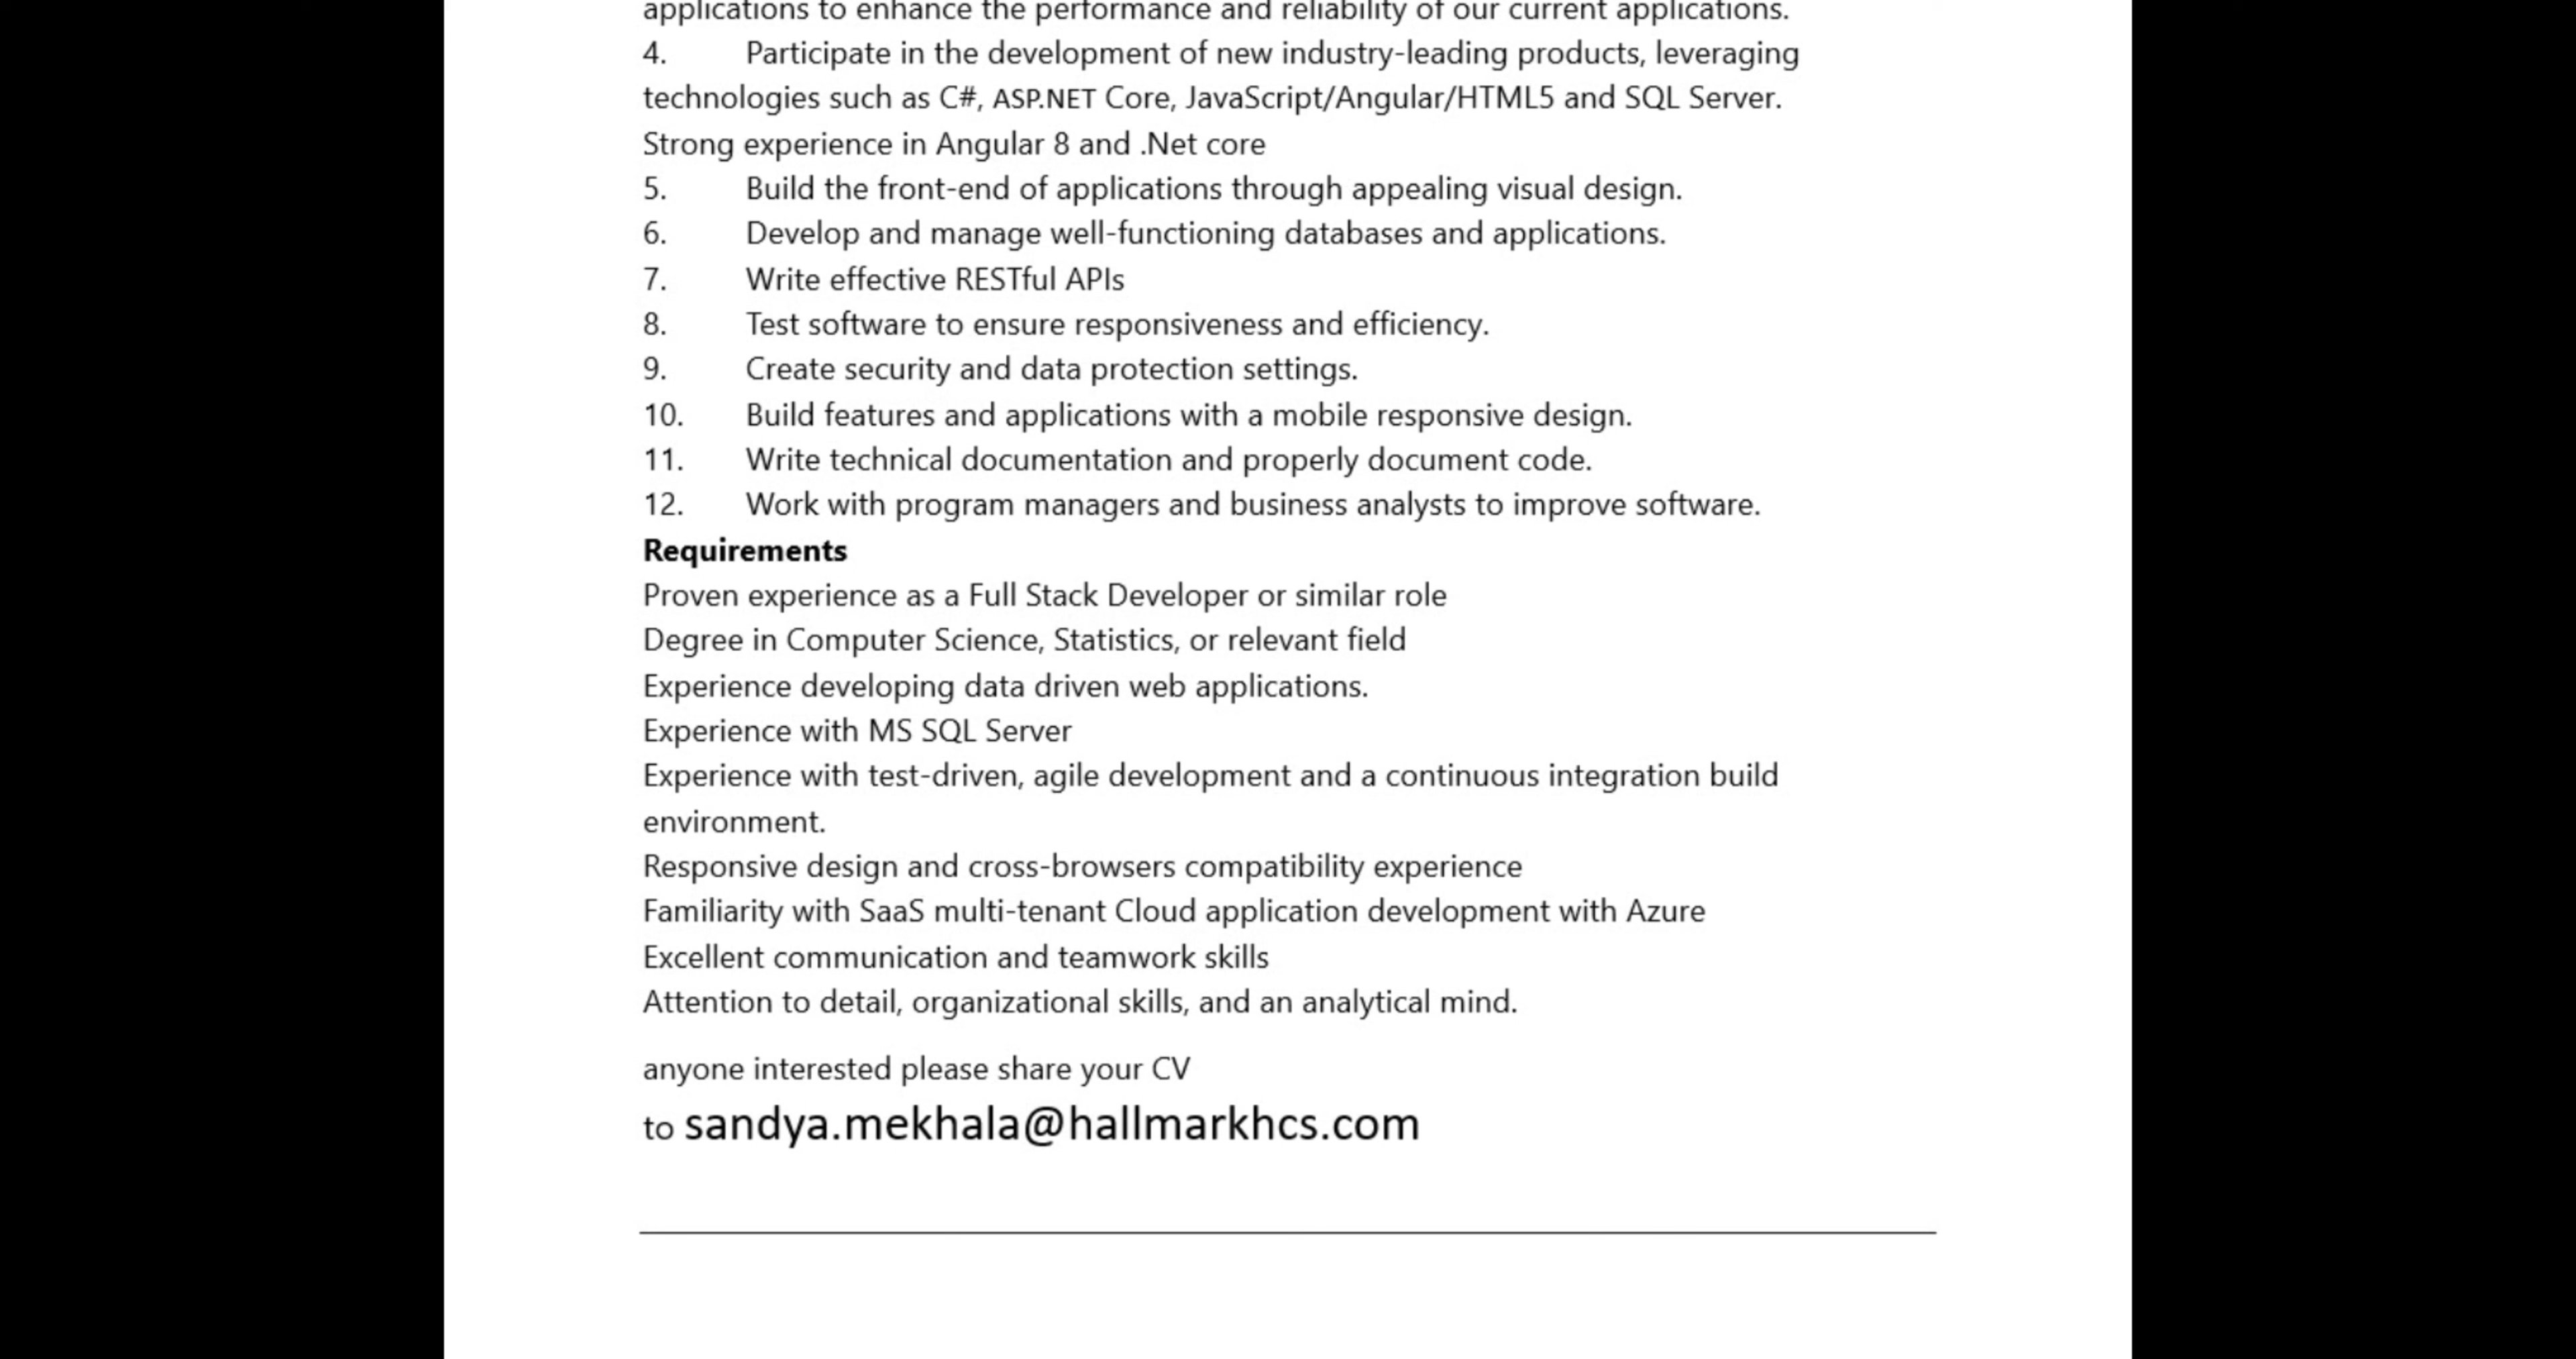 applications to enhance the performance and reliability of our current applications.
4. Participate in the development of new industry-leading products, leveraging
technologies such as C#, ASP.NET Core, JavaScript/Angular/HTML5 and SQL Server.
Strong experience in Angular 8 and .Net core
5. Build the front-end of applications through appealing visual design.
6. Develop and manage well-functioning databases and applications.
7. Write effective RESTful APIs
8. Test software to ensure responsiveness and efficiency.
9. Create security and data protection settings.
10. Build features and applications with a mobile responsive design.
11. Write technical documentation and properly document code.
12. Work with program managers and business analysts to improve software.
Requirements
Proven experience as a Full Stack Developer or similar role
Degree in Computer Science, Statistics, or relevant field
Experience developing data driven web applications.
Experience with MS SQL Server
Experience with test-driven, agile development and a continuous integration build
environment.
Responsive design and cross-browsers compatibility experience
Familiarity with SaaS multi-tenant Cloud application development with Azure
Excellent communication and teamwork skills
Attention to detail, organizational skills, and an analytical mind.
anyone interested please share your CV
to sandya.mekhala@hallmarkhcs.com